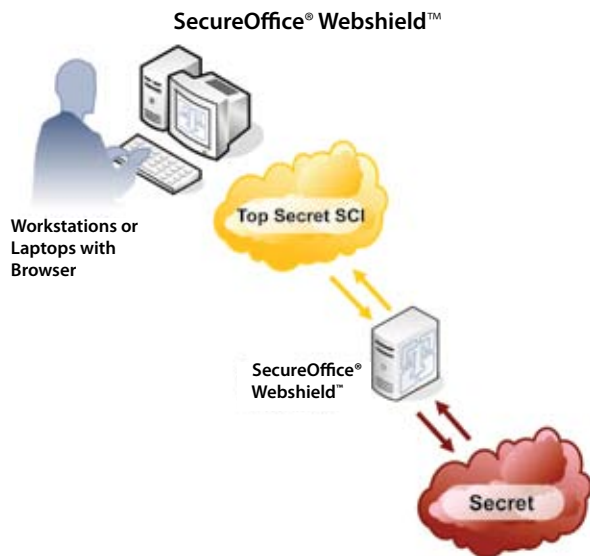 SecureOffice® Webshield™
Top Secret SCI
Workstations or
Laptops with
Browser
SecureOffice®
Webshield™
Secret